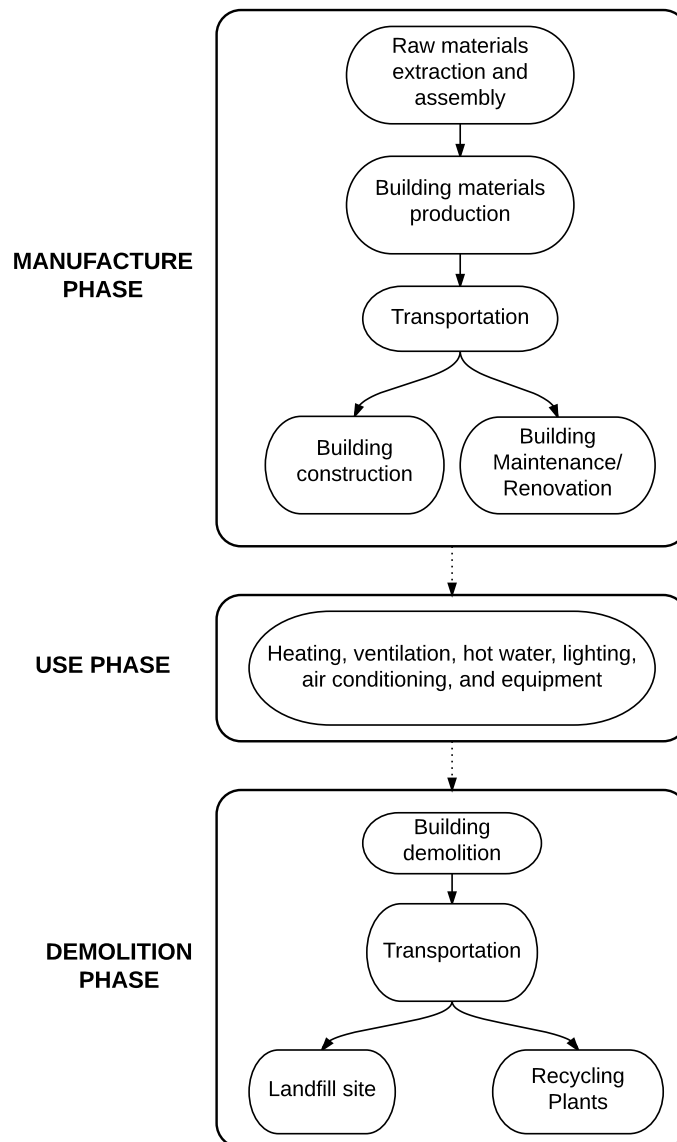 Raw materials
extraction and
assembly
Building materials
production
MANUFACTURE
PHASE
Transportation
Building
construction
Building
Maintenance/
Renovation
USE PHASE
Heating, ventilation, hot water, lighting,
air conditioning, and equipment
Building
demolition
DEMOLITION
PHASE
Transportation
Landfill site
Recycling
Plants